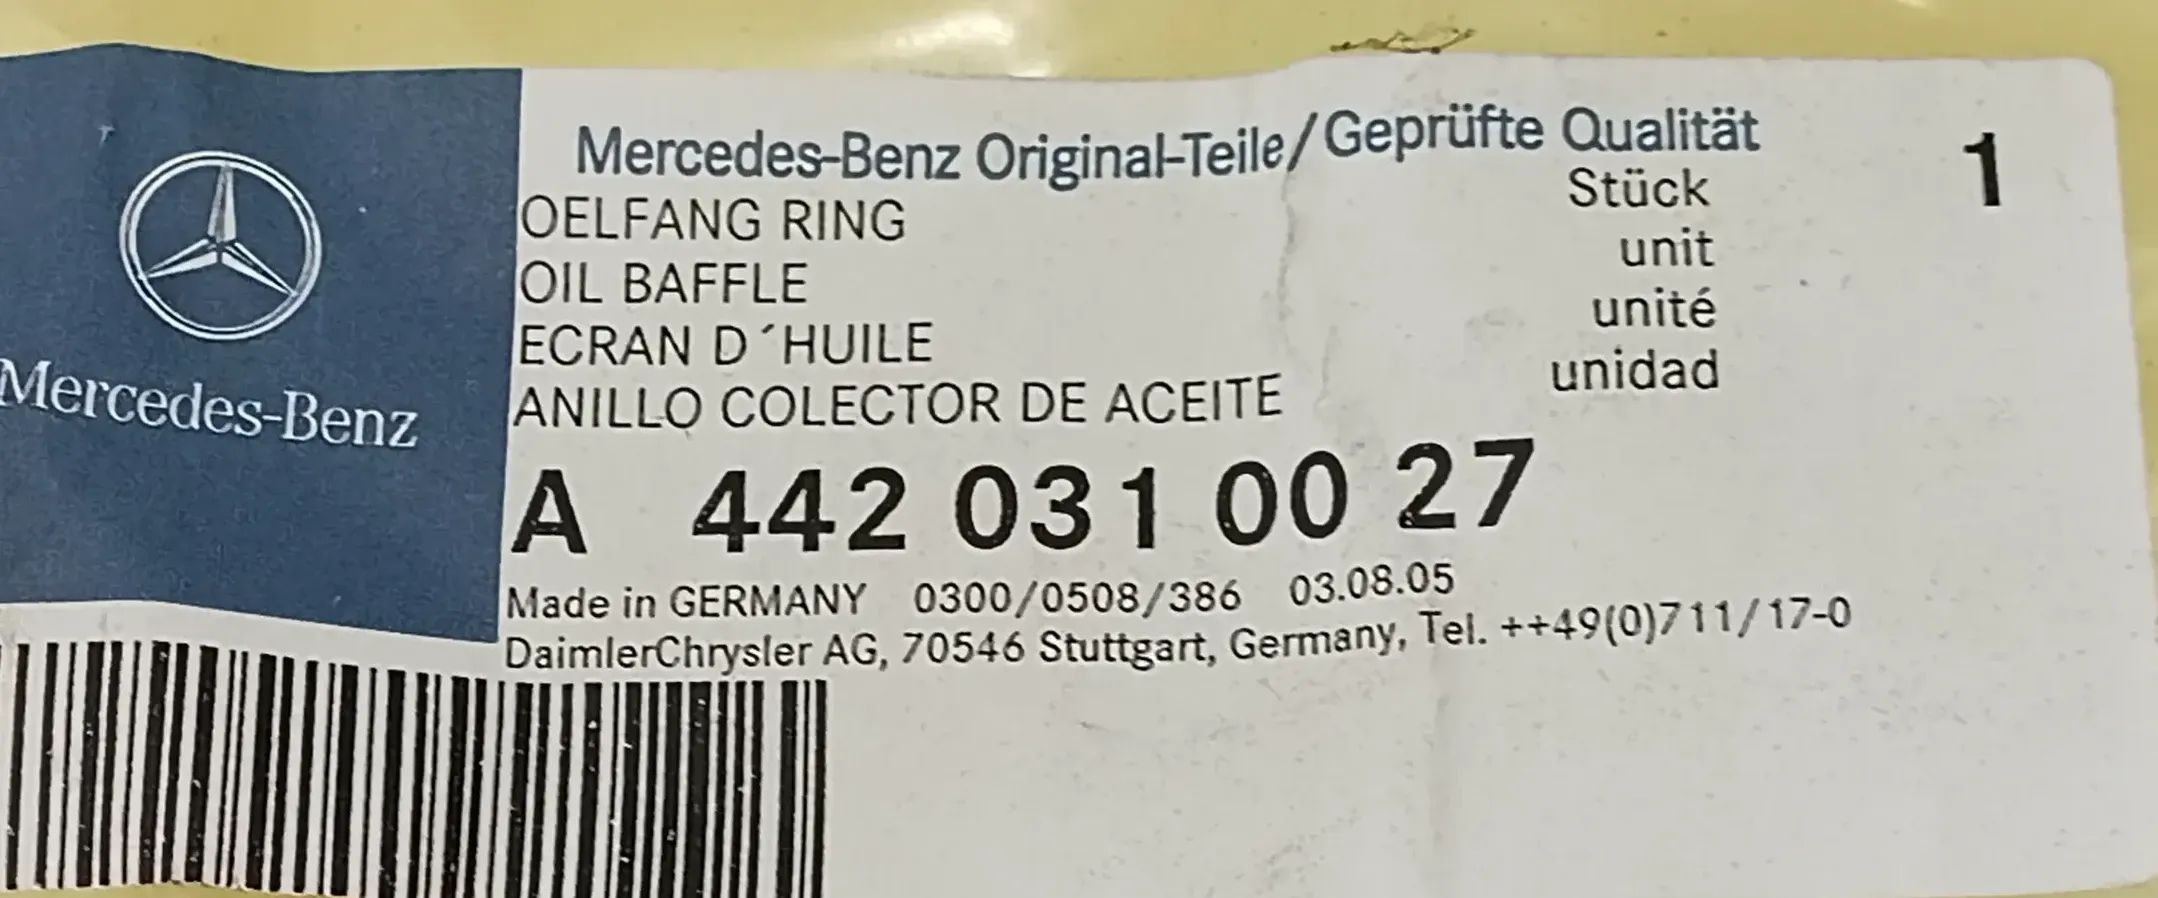 Mercedes-Benz
Mercedes-Benz Original-Teile/Geprüfte Qualität
OELFANG RING
OIL BAFFLE
ECRAN D´HUILE
ANILLO COLECTOR DE ACEITE
Stück 1
unit
unité
unidad
A 442 031 00 27
Made in GERMANY 0300/0508/386 03.08.05
DaimlerChrysler AG, 70546 Stuttgart, Germany, Tel. ++49(0)711/17-0